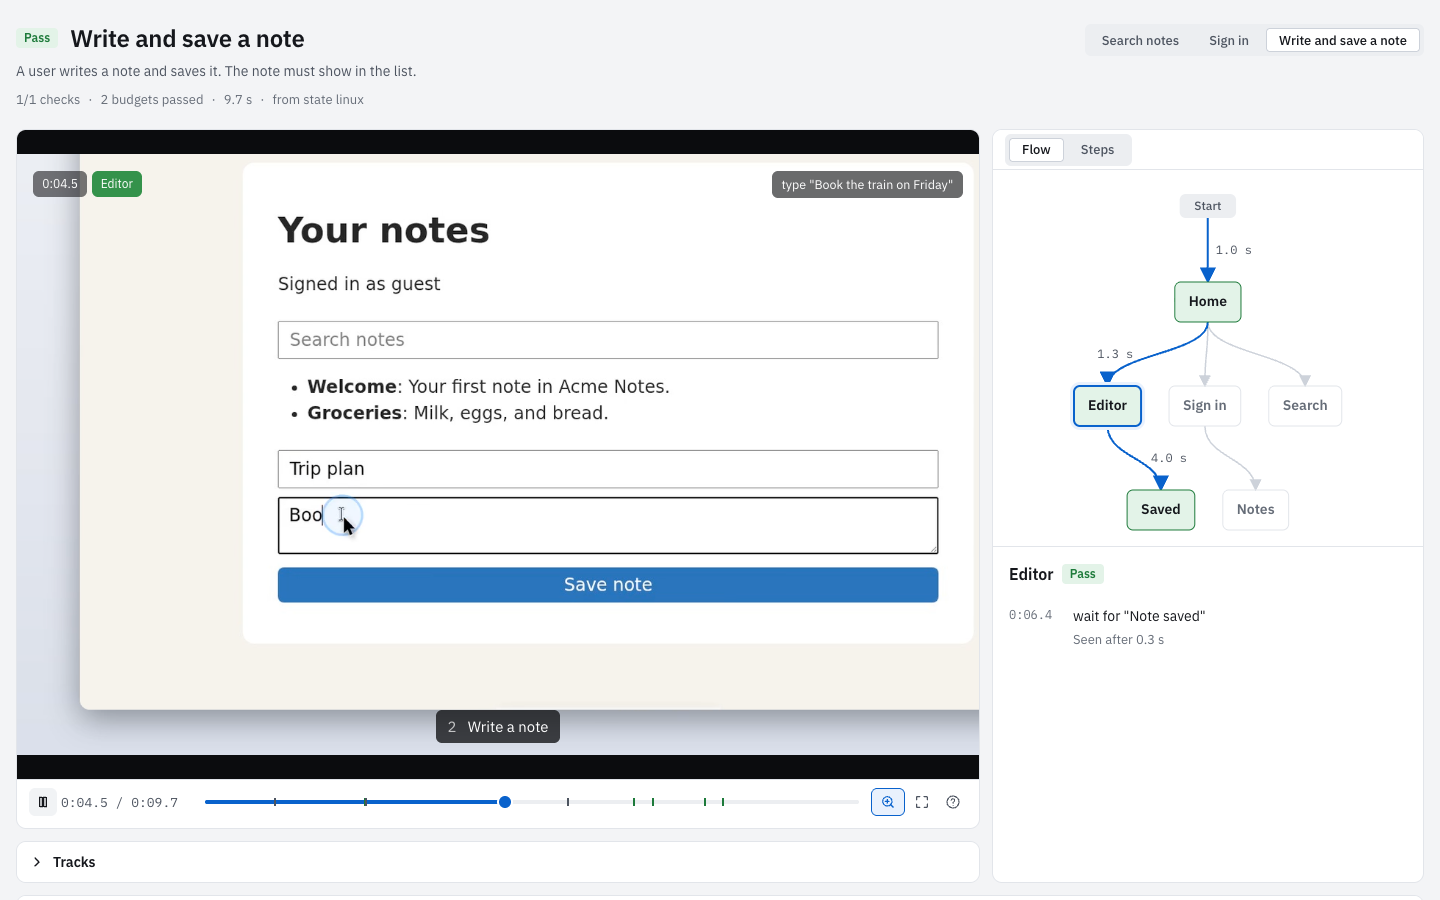 Pass Write and save a note
Search notes Sign in Write and save a note
A user writes a note and saves it. The note must show in the list.
1/1 checks · 2 budgets passed · 9.7 s · from state linux
0:04.5 Editor
type "Book the train on Friday"
Your notes
Signed in as guest
Search notes
• Welcome: Your first note in Acme Notes.
• Groceries: Milk, eggs, and bread.
Trip plan
Boo
Save note
2 Write a note
0:04.5 / 0:09.7
Tracks
Flow Steps
Start
1.0 s
Home
1.3 s
Editor Sign in Search
4.0 s
Saved Notes
Editor Pass
0:06.4 wait for "Note saved"
Seen after 0.3 s